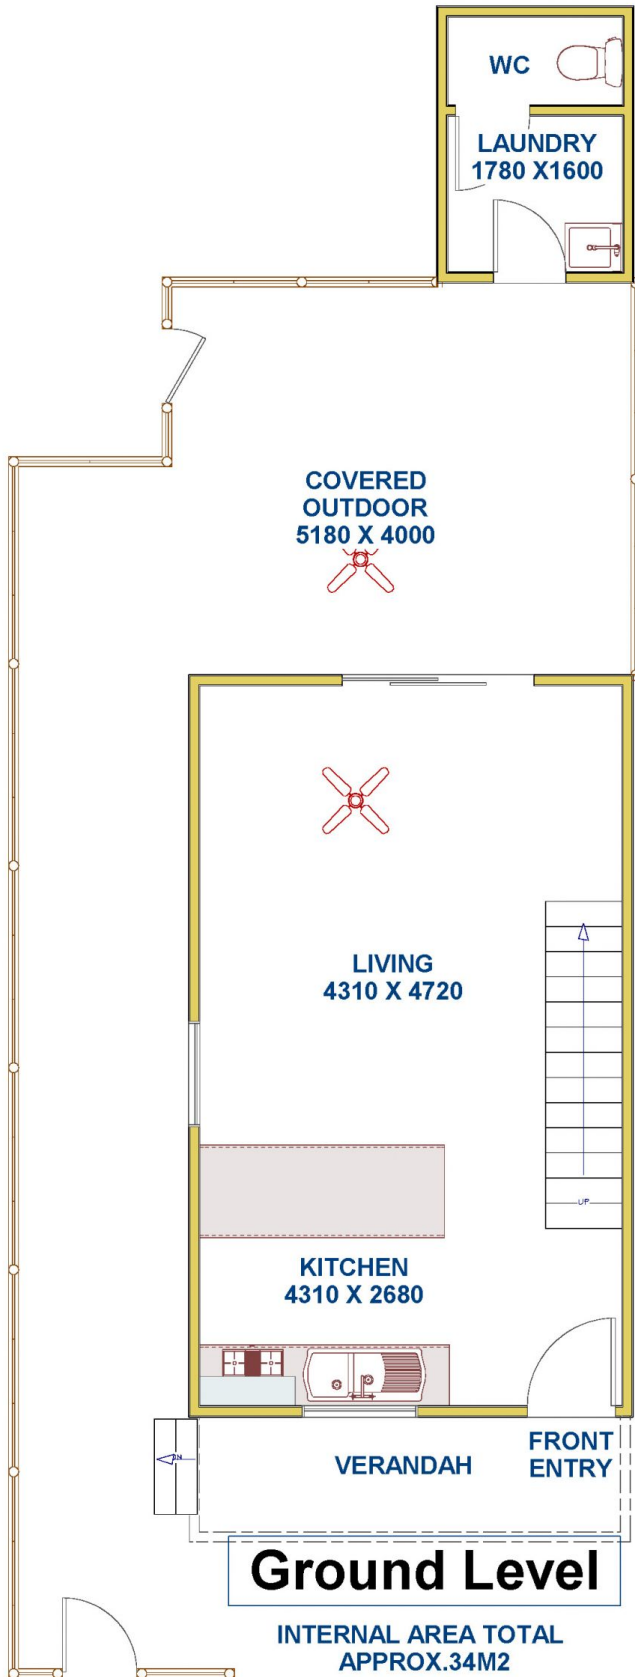 WC
LAUNDRY
1780 X1600
COVERED
OUTDOOR
5180 X 4000
LIVING
4310 X 4720
UP
KITCHEN
4310 X 2680
FRONT
ENTRY
VERANDAH
DN
Ground Level
INTERNAL AREA TOTAL
APPROX.34M2